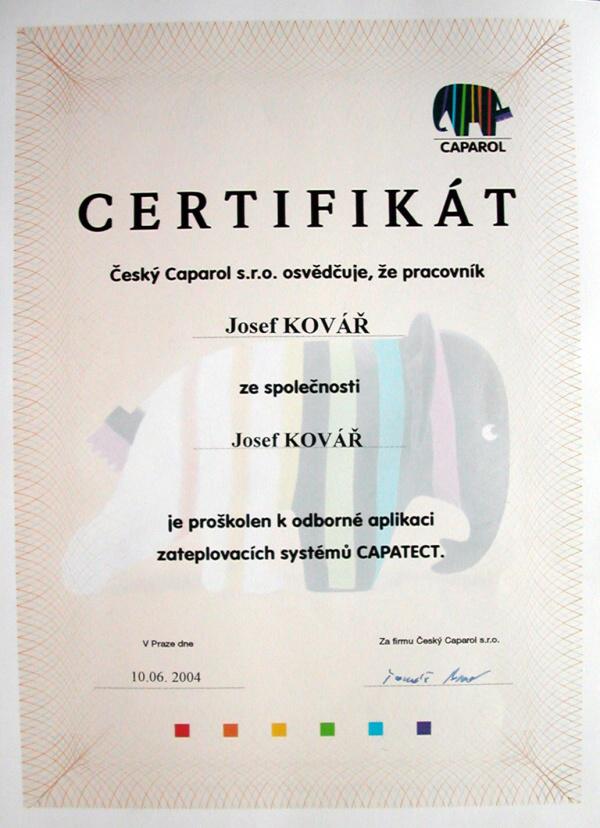 CAPAROL
CERTIFIKÁT
Český Caparol s.r.o. osvědčuje, že pracovník
Josef KOVÁŘ
ze společnosti
Josef KOVÁŘ
je proškolen k odborné aplikaci
zateplovacích systémů CAPATECT.
V Praze dne
10.06. 2004
Za firmu Český Caparol s.r.o.